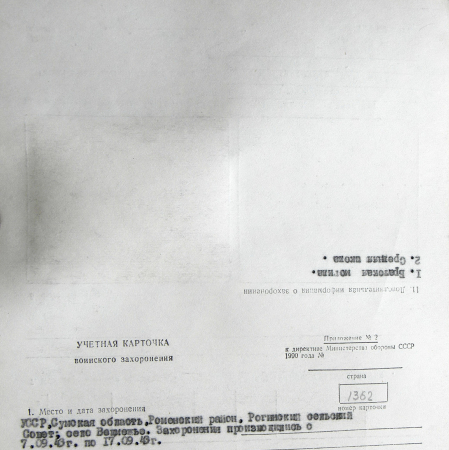 2. Средняя школа.
1. Братская могила.
11. Дополнительная информация о захоронении
УЧЕТНАЯ КАРТОЧКА
воинского захоронения
Приложение № 2
к директиве Министерства обороны СССР
1990 года №
страна
1362
номер карточки
1. Место и дата захоронения
УССР, Сумская область, Роменский район, Рогинский сельский
Совет, село Вещилье. Захоронения производились с
7.09.43г. по 17.09.43г.